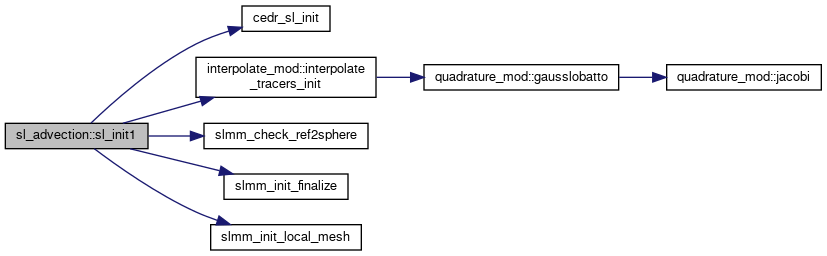 cedr_sl_init
interpolate_mod::interpolate
_tracers_init
quadrature_mod::gausslobatto
quadrature_mod::jacobi
sl_advection::sl_init1
slmm_check_ref2sphere
slmm_init_finalize
slmm_init_local_mesh